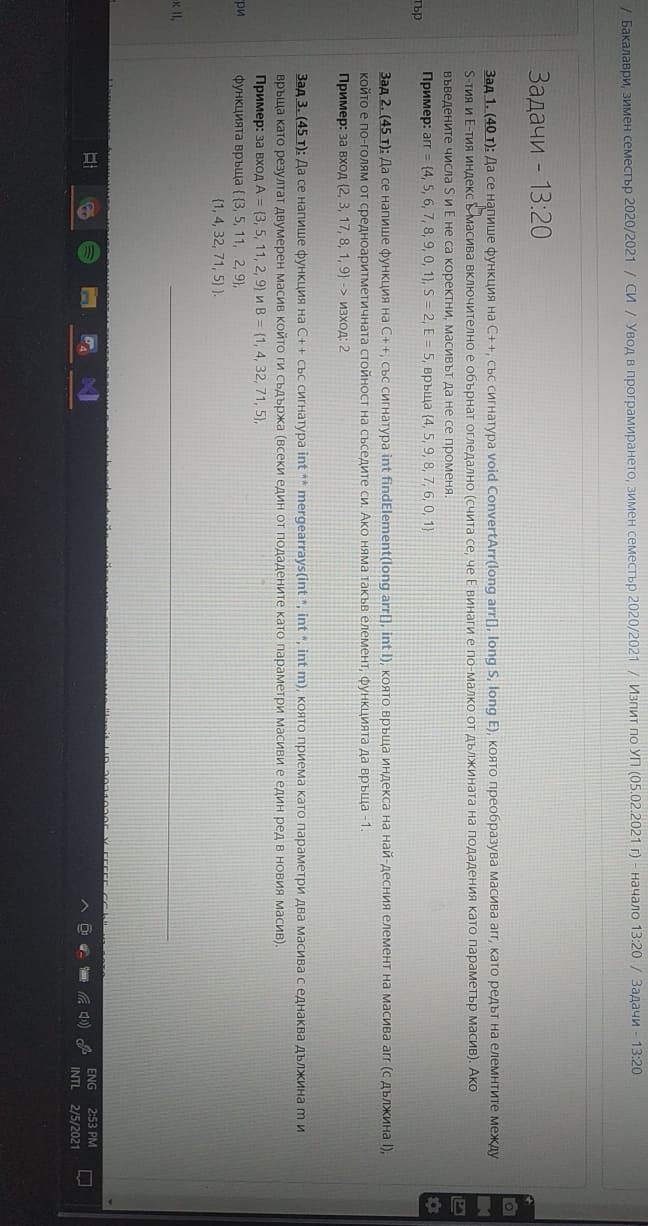 / Бакалаври, зимен семестър 2020/2021 / СИ / Увод в програмирането, зимен семестър 2020/2021 / Изпит по УП (05.02.2021 г) - начало 13:20 / Задачи - 13:20
Задачи - 13:20
Зад 1. (40 т): Да се напише функция на C++, със сигнатура void ConvertArr(long arr[], long S, long E), която преобразува масива arr, като редът на елемнтите между
S-тия и E-тия индекс в масива включително е обърнат огледално (счита се, че E винаги е по-малко от дължината на подадения като параметър масив). Ако
въведените числа S и E не са коректни, масивът да не се променя.
Пример: arr = {4, 5, 6, 7, 8, 9, 0, 1}, S = 2, E = 5, връща {4, 5, 9, 8, 7, 6, 0, 1}
тър
Зад 2. (45 т): Да се напише функция на C++, със сигнатура int findElement(long arr[], int l), която връща индекса на най-десния елемент на масива arr (с дължина l),
който е по-голям от средноаритметичната стойност на съседите си. Ако няма такъв елемент, функцията да връща -1.
Пример: за вход {2, 3, 17, 8, 1, 9} -> изход: 2
Зад 3. (45 т): Да се напише функция на C++ със сигнатура int ** mergearrays(int *, int *, int m), която приема като параметри два масива с еднаква дължина m и
връща като резултат двумерен масив който ги съдържа (всеки един от подадените като параметри масиви е един ред в новия масив).
Пример: за вход A = {3, 5, 11, 2, 9} и B = {1, 4, 32, 71, 5},
ри функцията връща { {3, 5, 11, 2, 9},
{1, 4, 32, 71, 5} }.
к II,
4
ENG 2:53 PM
INTL 2/5/2021